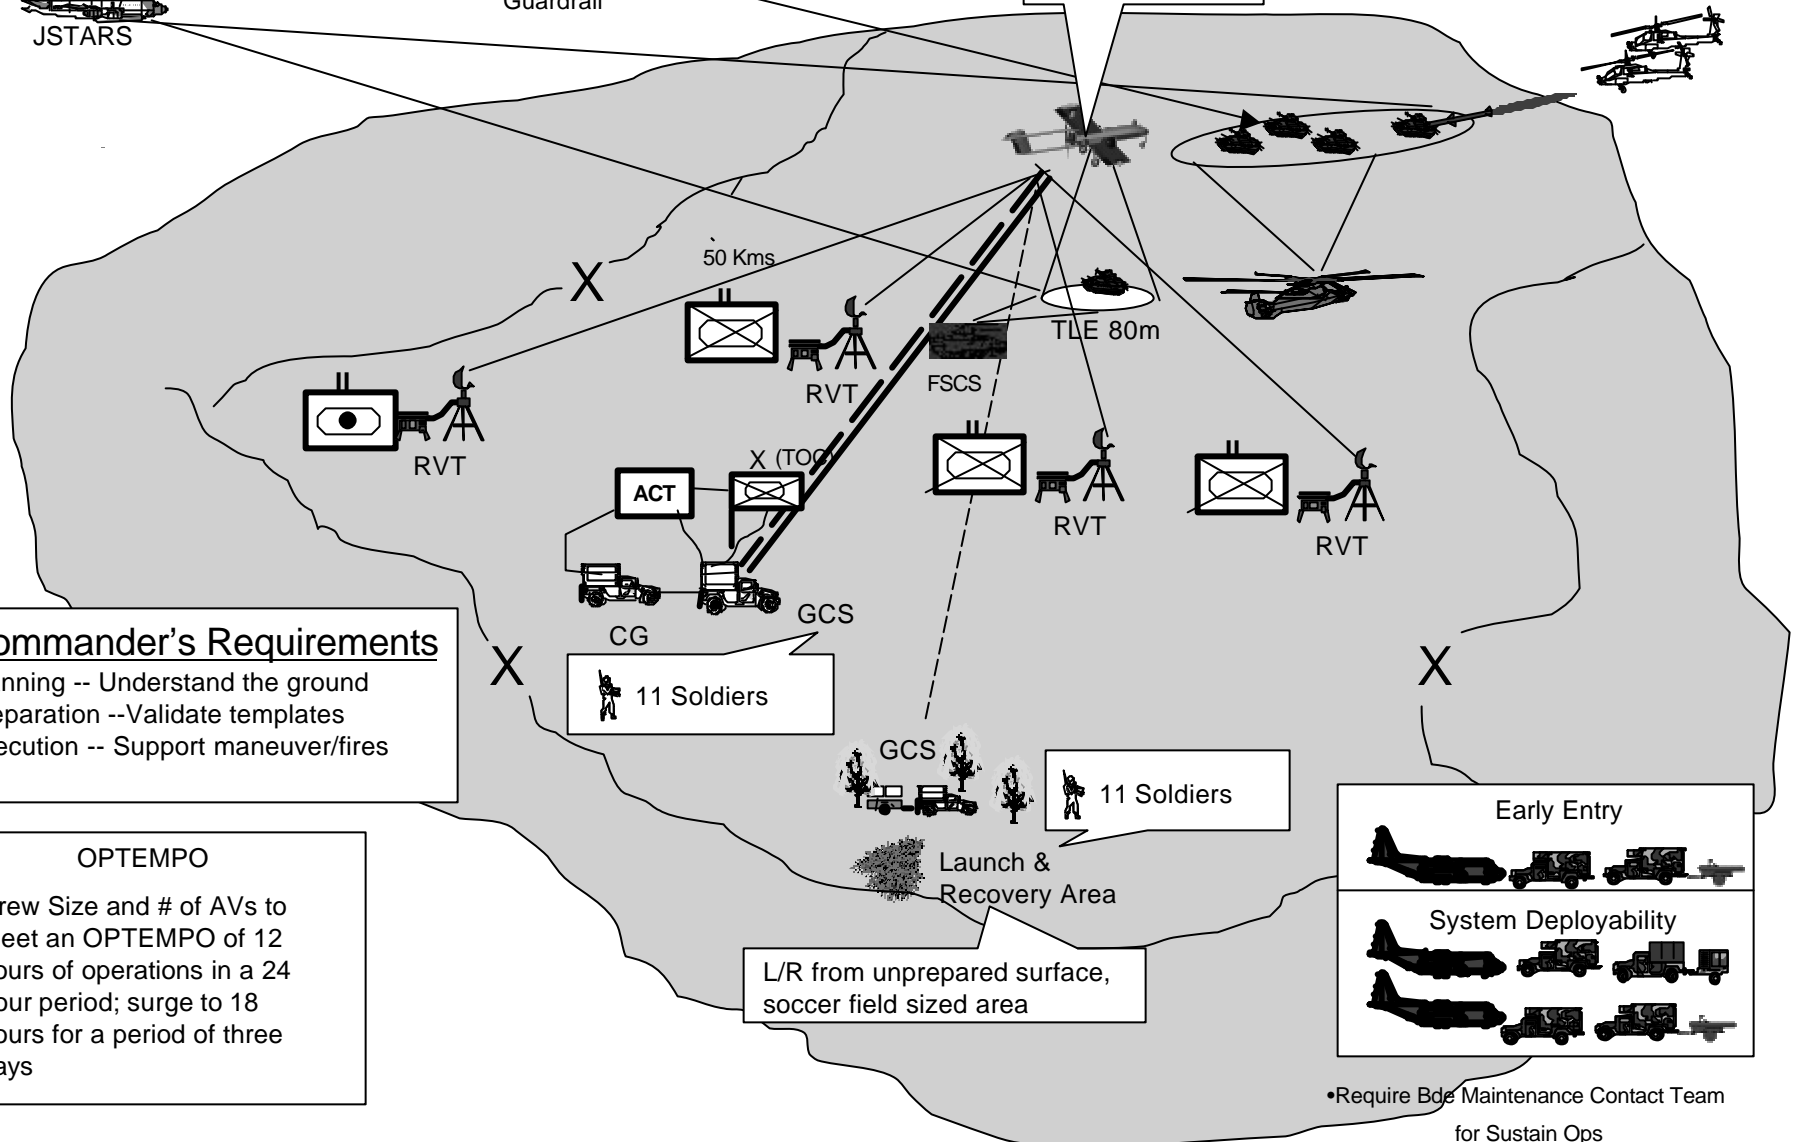 Guardrail
JSTARS
50 Kms
TLE 80m
RVT
FSCS
RVT
X
X (TOC)
ACT
RVT
RVT
GCS
CG
11 Soldiers
X
X
ommander’s Requirements
nning -- Understand the ground
eparation --Validate templates
ecution -- Support maneuver/fires
GCS
11 Soldiers
Launch &
Recovery Area
L/R from unprepared surface,
soccer field sized area
OPTEMPO
rew Size and # of AVs to
eet an OPTEMPO of 12
ours of operations in a 24
our period; surge to 18
ours for a period of three
ays
Early Entry
System Deployability
•Require Bde Maintenance Contact Team
for Sustain Ops